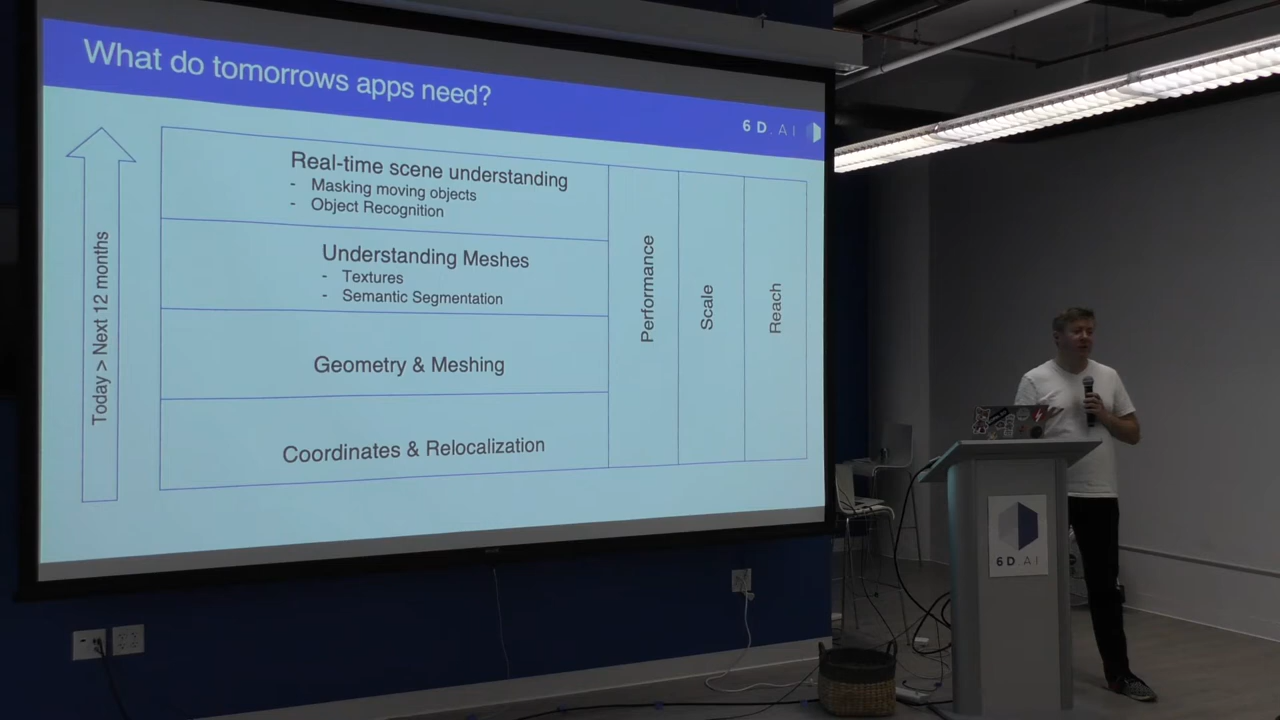 What do tomorrows apps need?
6D.AI
Today > Next 12 months
Real-time scene understanding
- Masking moving objects
- Object Recognition
Understanding Meshes
- Textures
- Semantic Segmentation
Geometry & Meshing
Coordinates & Relocalization
Performance
Scale
Reach
6D.AI